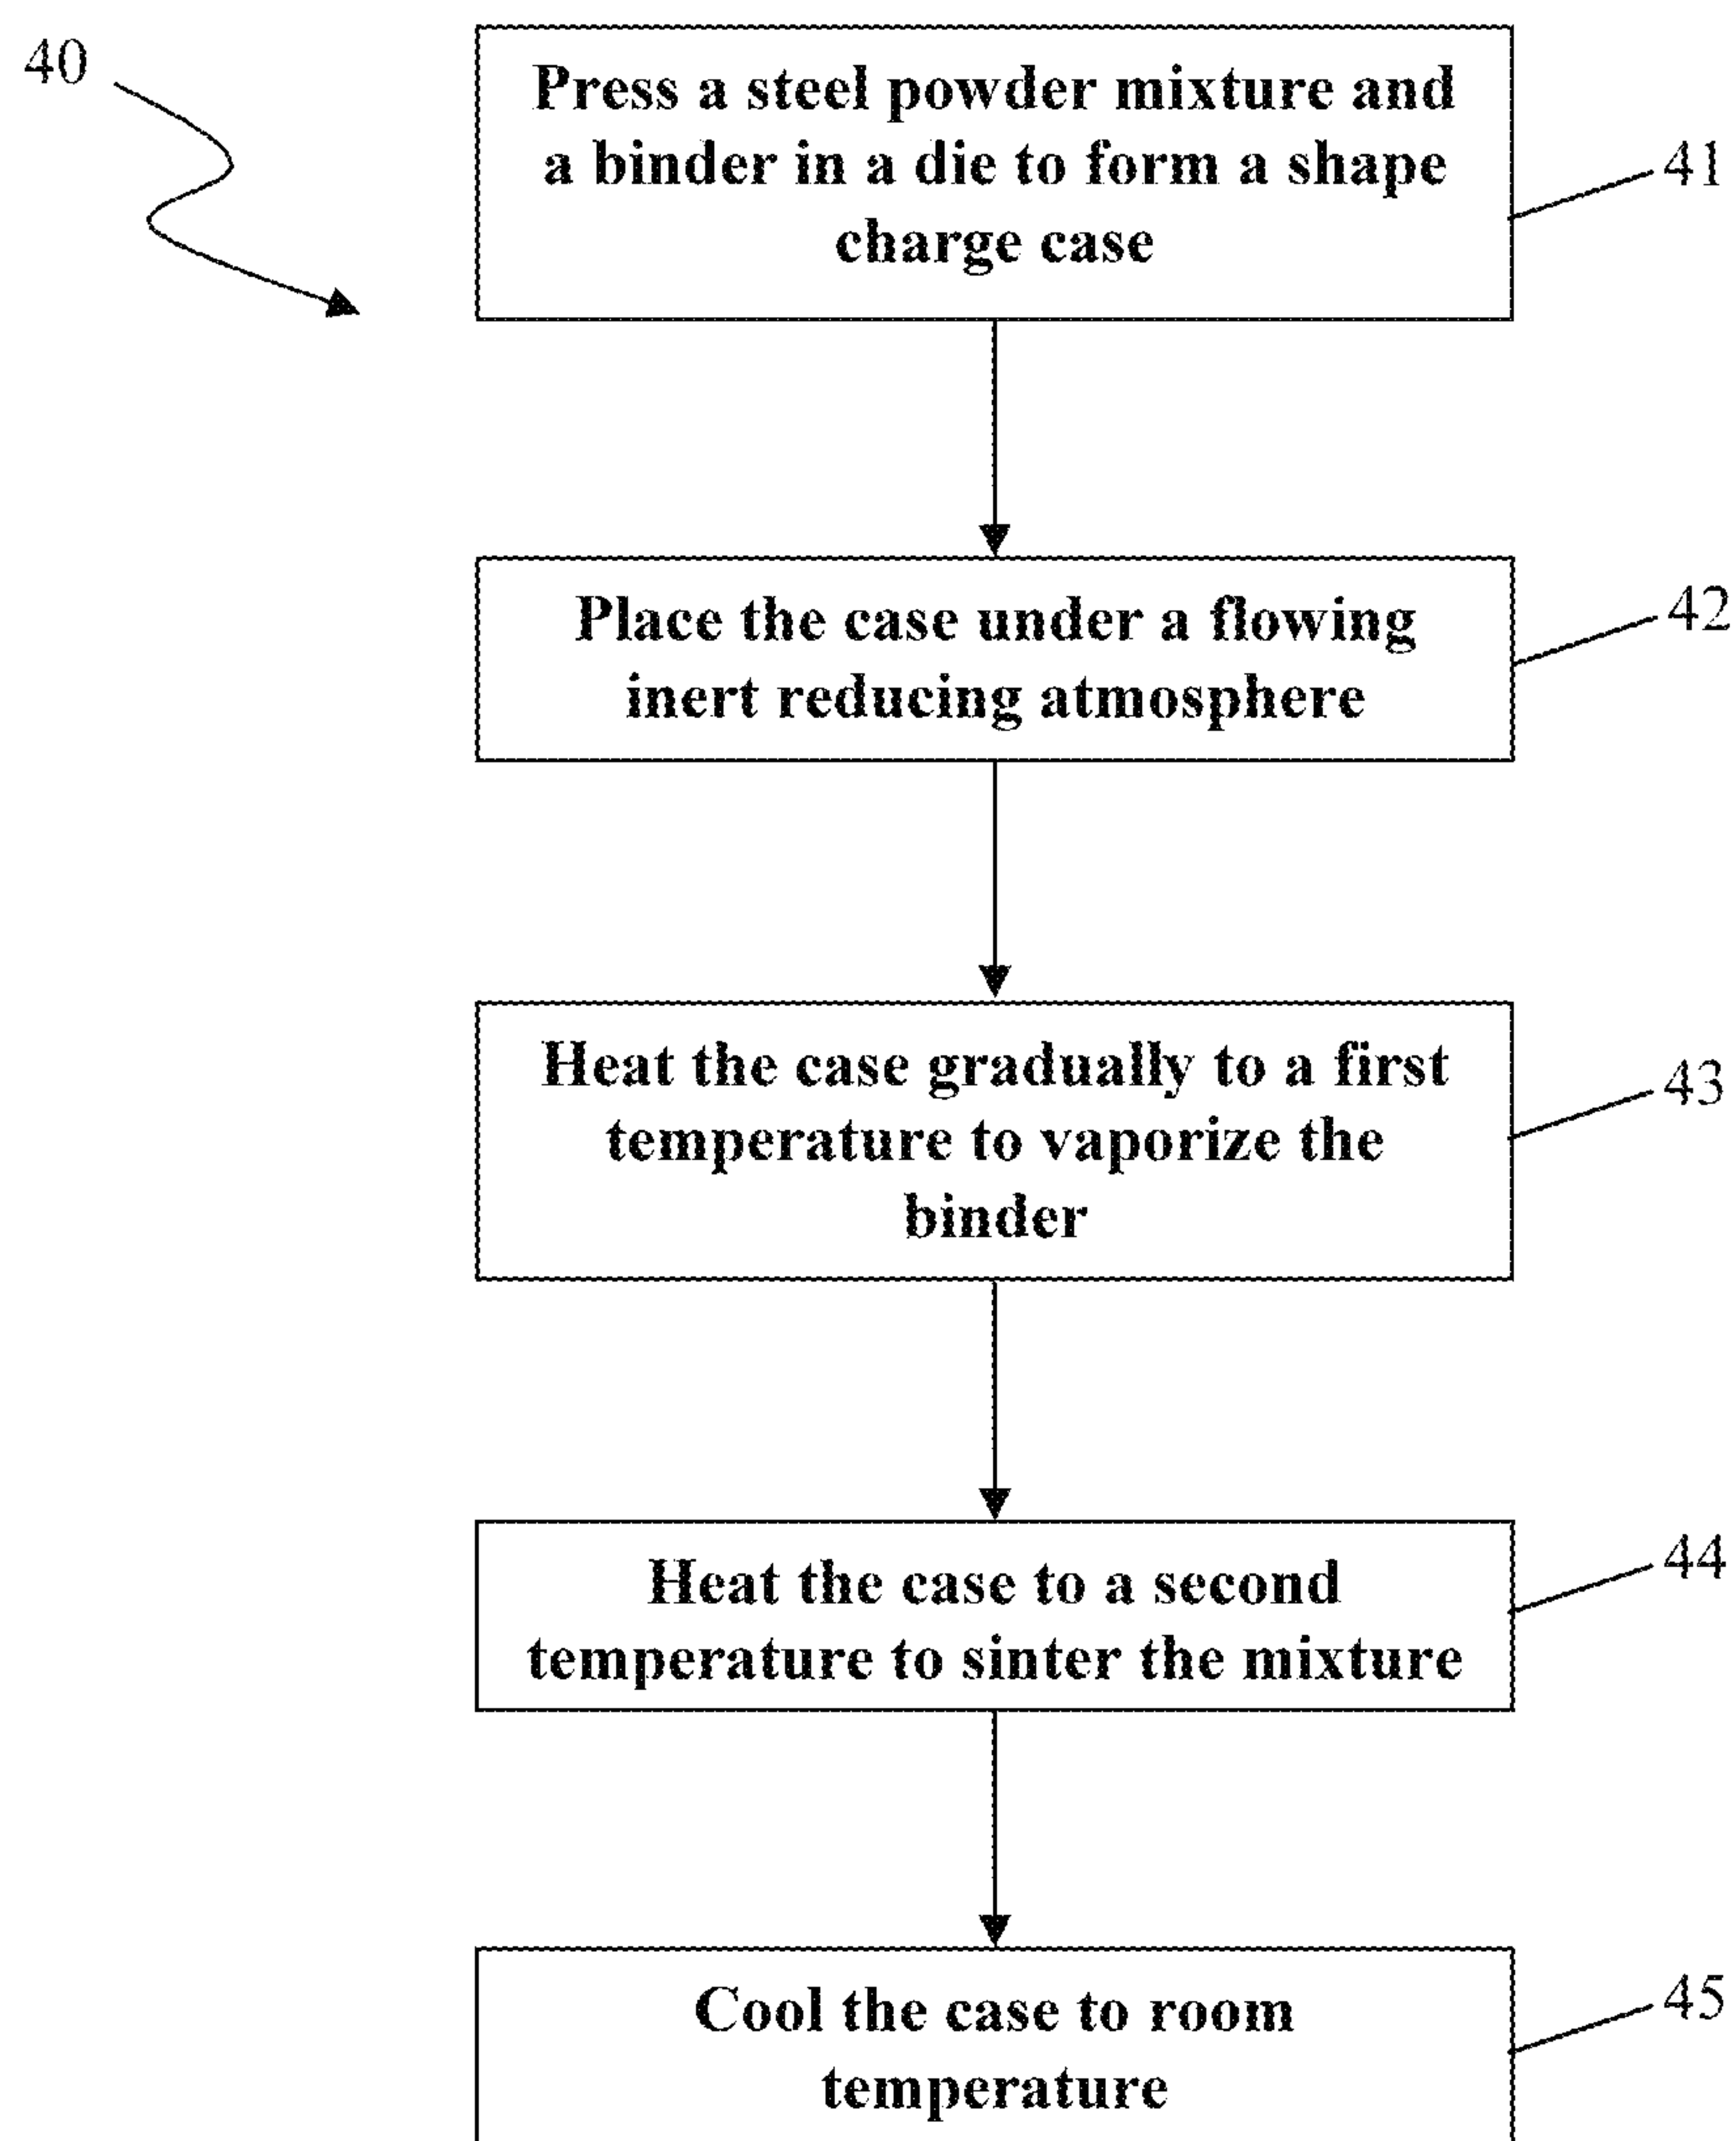 40
Press a steel powder mixture and
a binder in a die to form a shape
charge case
41
Place the case under a flowing
inert reducing atmosphere
42
Heat the case gradually to a first
temperature to vaporize the
binder
43
Heat the case to a second
temperature to sinter the mixture
44
Cool the case to room
temperature
45